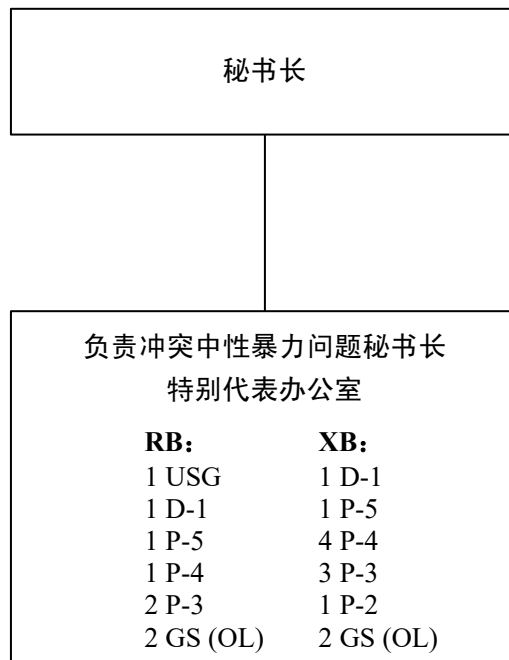 秘书长
负责冲突中性暴力问题秘书长
特别代表办公室
RB： XB：
1 USG 1 D-1
1 D-1 1 P-5
1 P-5 4 P-4
1 P-4 3 P-3
2 P-3 1 P-2
2 GS (OL) 2 GS (OL)